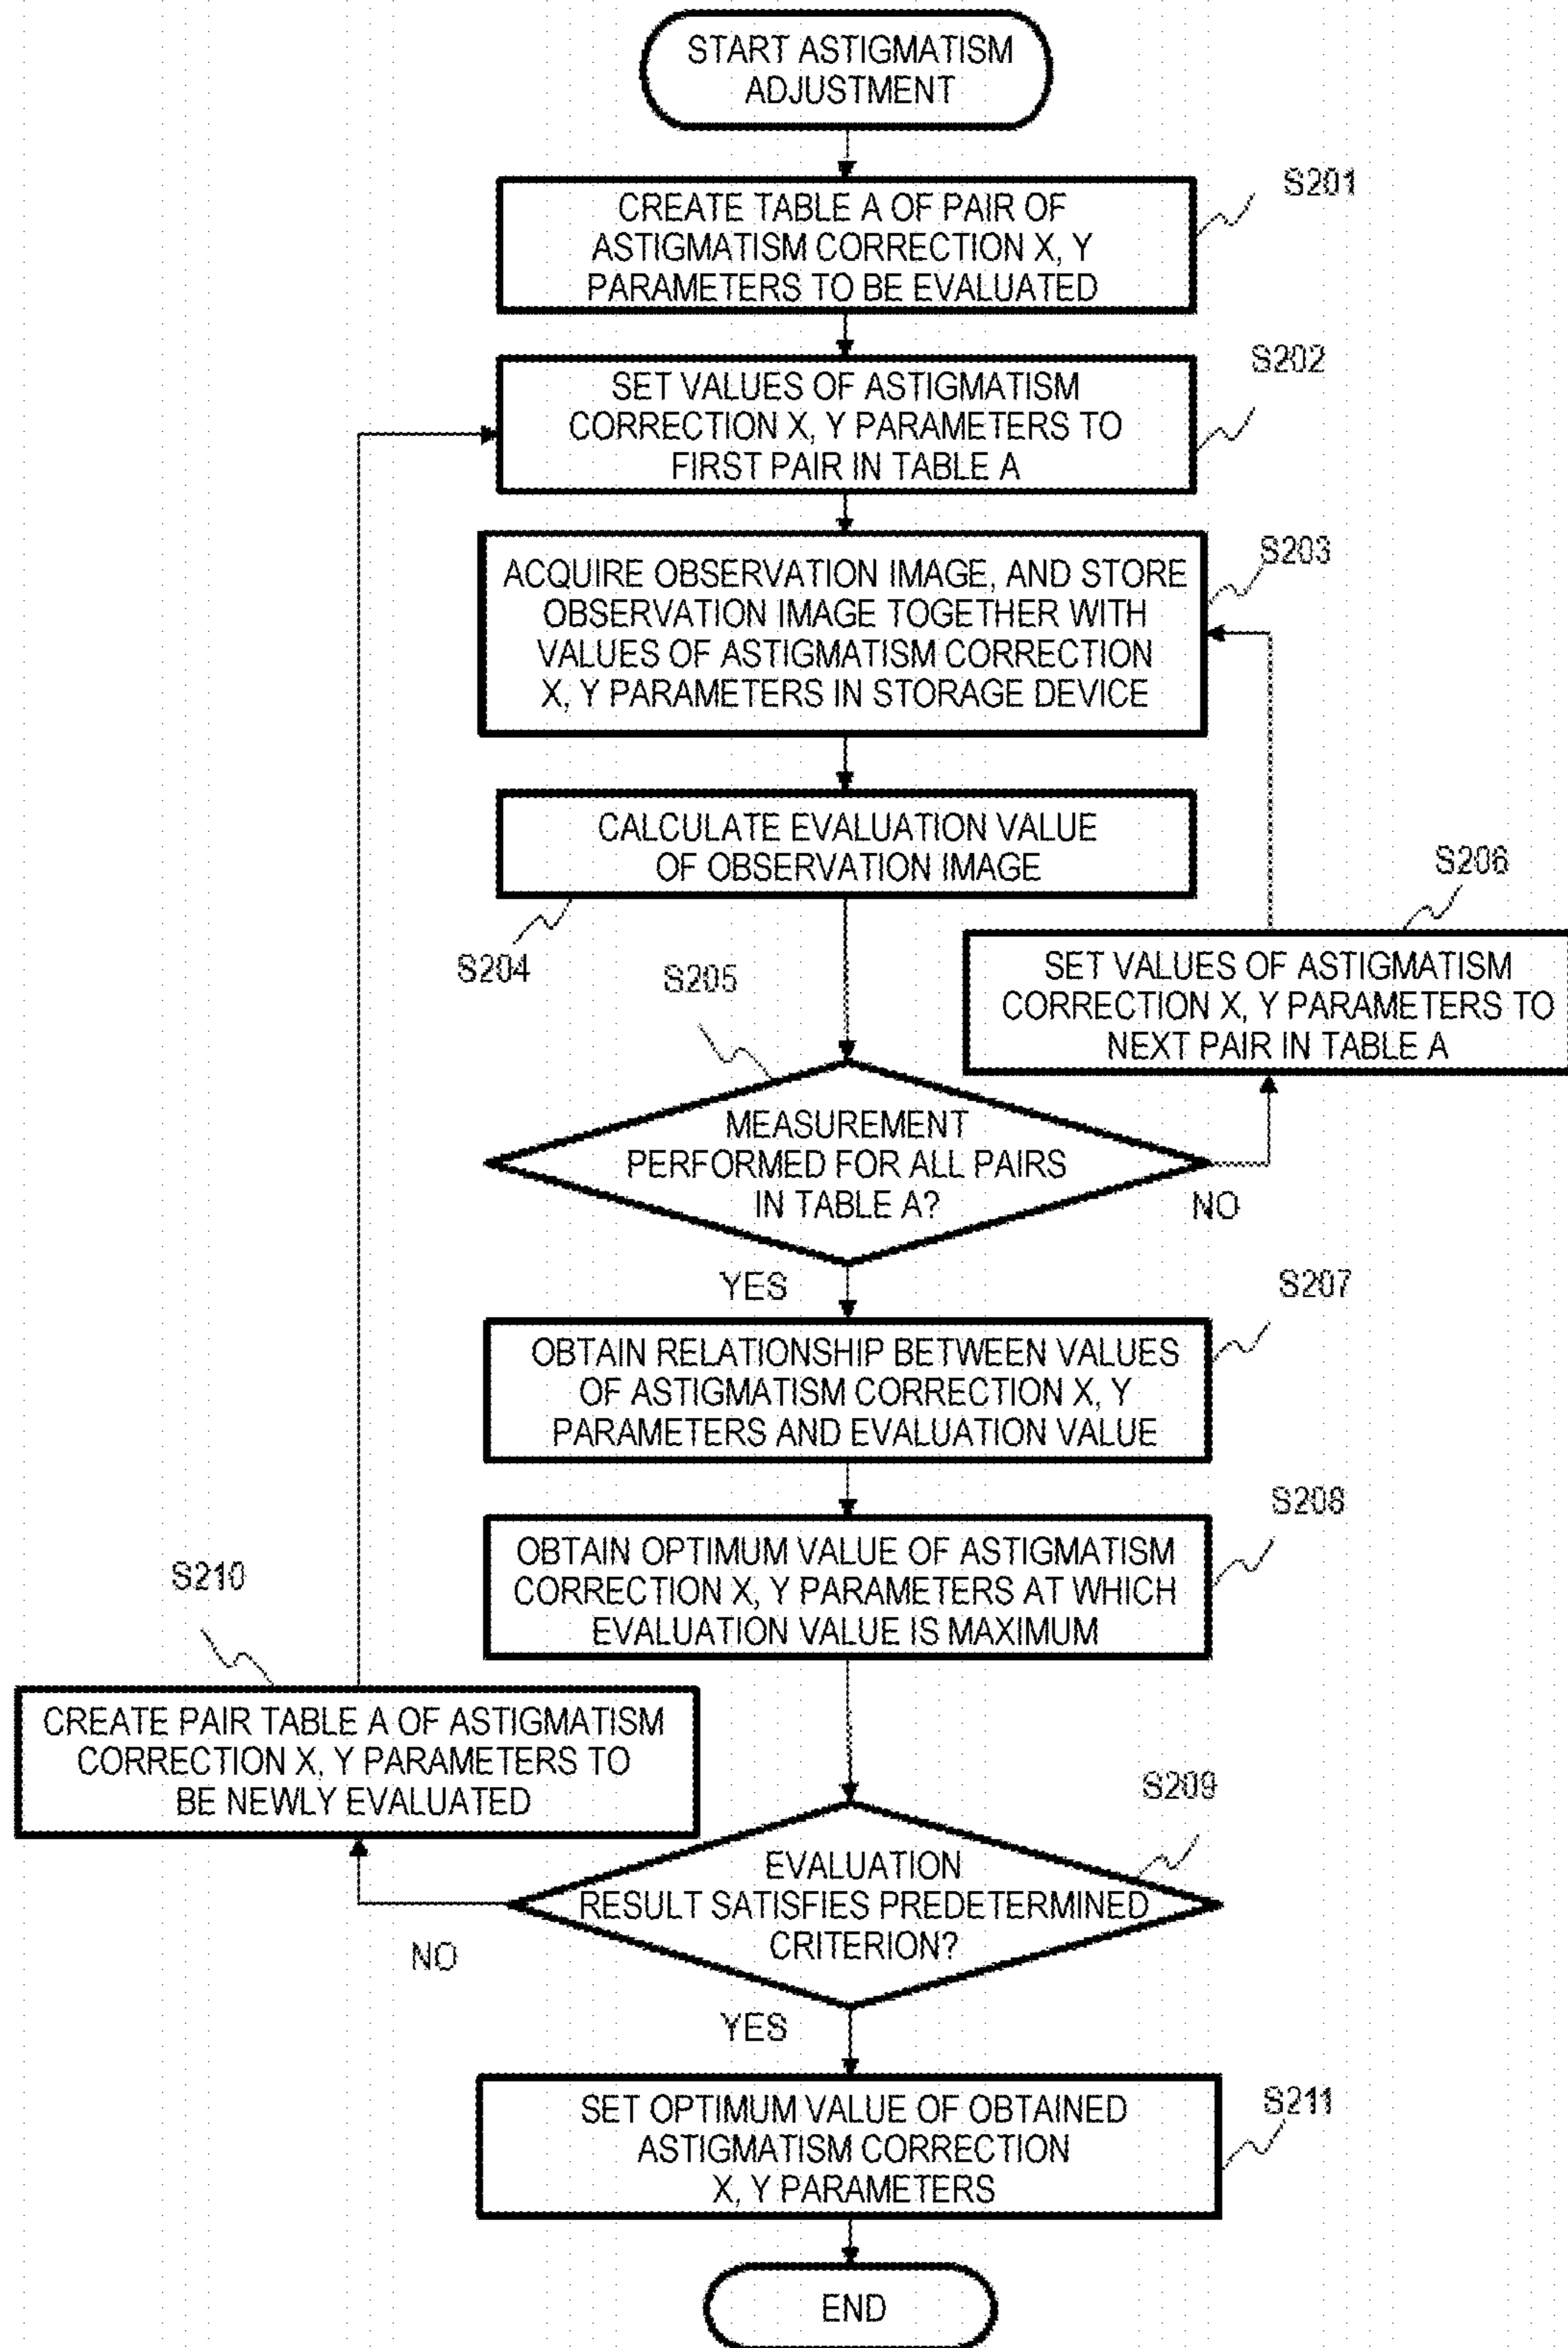 START ASTIGMATISM
ADJUSTMENT
S201
CREATE TABLE A OF PAIR OF
ASTIGMATISM CORRECTION X, Y
PARAMETERS TO BE EVALUATED
S202
SET VALUES OF ASTIGMATISM
CORRECTION X, Y PARAMETERS TO
FIRST PAIR IN TABLE A
S203
ACQUIRE OBSERVATION IMAGE, AND STORE
OBSERVATION IMAGE TOGETHER WITH
VALUES OF ASTIGMATISM CORRECTION
X, Y PARAMETERS IN STORAGE DEVICE
CALCULATE EVALUATION VALUE
OF OBSERVATION IMAGE
S204
S206
SET VALUES OF ASTIGMATISM
CORRECTION X, Y PARAMETERS TO
NEXT PAIR IN TABLE A
S205
MEASUREMENT
PERFORMED FOR ALL PAIRS
IN TABLE A?
NO
YES
S207
OBTAIN RELATIONSHIP BETWEEN VALUES
OF ASTIGMATISM CORRECTION X, Y
PARAMETERS AND EVALUATION VALUE
S208
OBTAIN OPTIMUM VALUE OF ASTIGMATISM
CORRECTION X, Y PARAMETERS AT WHICH
EVALUATION VALUE IS MAXIMUM
S210
CREATE PAIR TABLE A OF ASTIGMATISM
CORRECTION X, Y PARAMETERS TO
BE NEWLY EVALUATED
S209
EVALUATION
RESULT SATISFIES PREDETERMINED
CRITERION?
NO
YES
S211
SET OPTIMUM VALUE OF OBTAINED
ASTIGMATISM CORRECTION
X, Y PARAMETERS
END